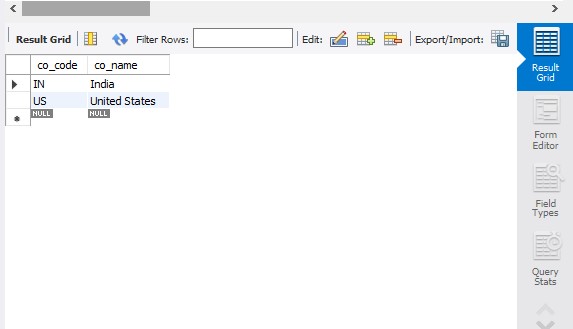 Result Grid Filter Rows: Edit: Export/Import:
co_code co_name
IN India
US United States
NULL NULL
Result
Grid
Form
Editor
Field
Types
Query
Stats